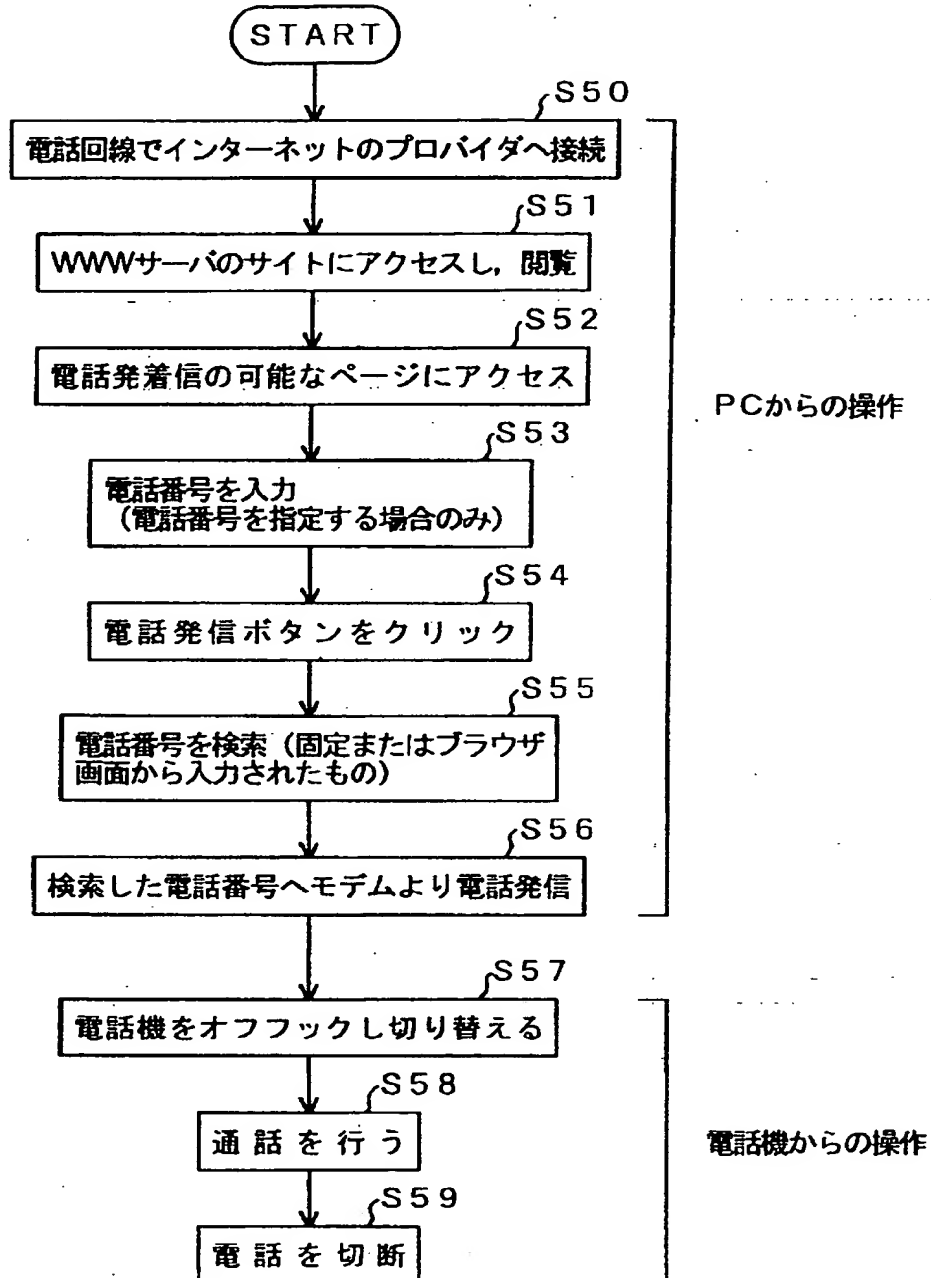 START
S50
電話回線でインターネットのプロバイダへ接続
S51
WWWサーバのサイトにアクセスし，閲覧
S52
電話発着信の可能なページにアクセス
PCからの操作
S53
電話番号を入力
（電話番号を指定する場合のみ）
S54
電話発信ボタンをクリック
S55
電話番号を検索（固定またはブラウザ
画面から入力されたもの）
S56
検索した電話番号へモデムより電話発信
S57
電話機をオフフックし切り替える
S58
通話を行う
電話機からの操作
S59
電話を切断